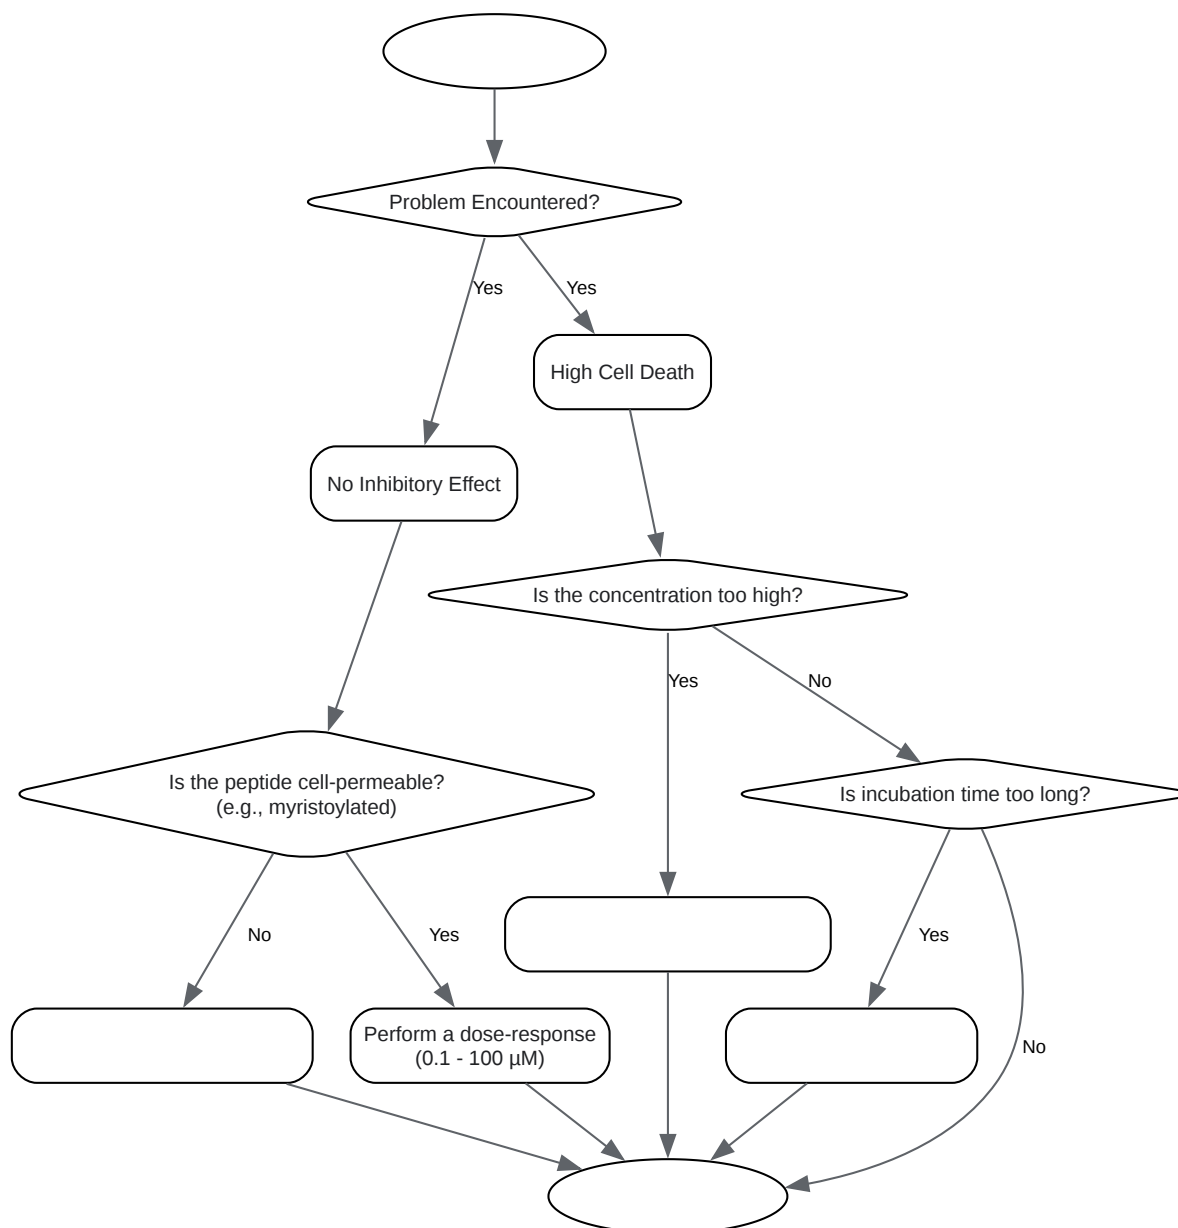 Problem Encountered?
Yes
Yes
High Cell Death
No Inhibitory Effect
Is the concentration too high?
Yes
No
Is the peptide cell-permeable?
(e.g., myristoylated)
Is incubation time too long?
No
Yes
Yes
Perform a dose-response
(0.1 - 100 µM)
No